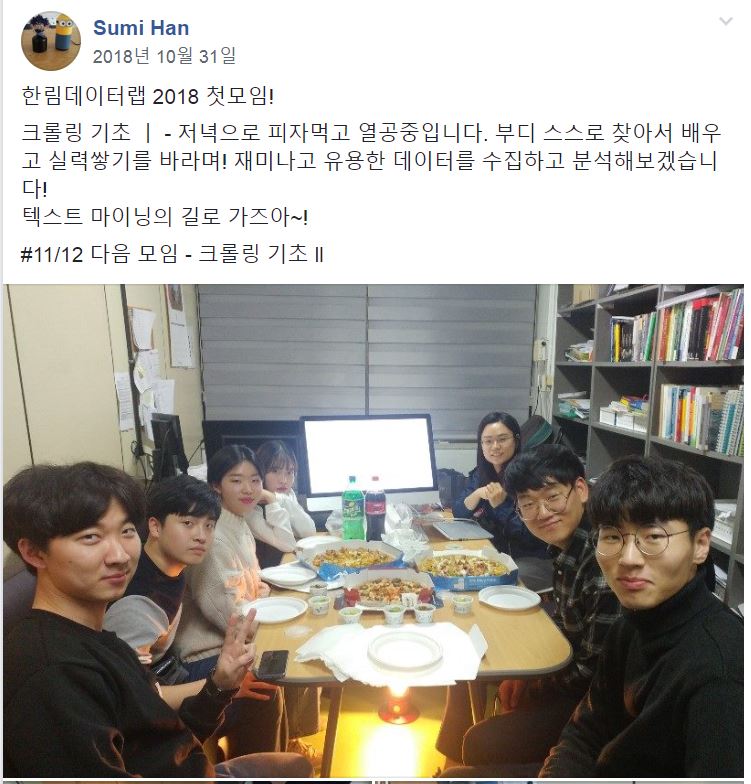 Sumi Han
2018년 10월 31일
한림데이터랩 2018 첫모임!
크롤링 기초 ㅣ - 저녁으로 피자먹고 열공중입니다. 부디 스스로 찾아서 배우
고 실력쌓기를 바라며! 재미나고 유용한 데이터를 수집하고 분석해보겠습니
다!
텍스트 마이닝의 길로 가즈아~!
#11/12 다음 모임 - 크롤링 기초 II